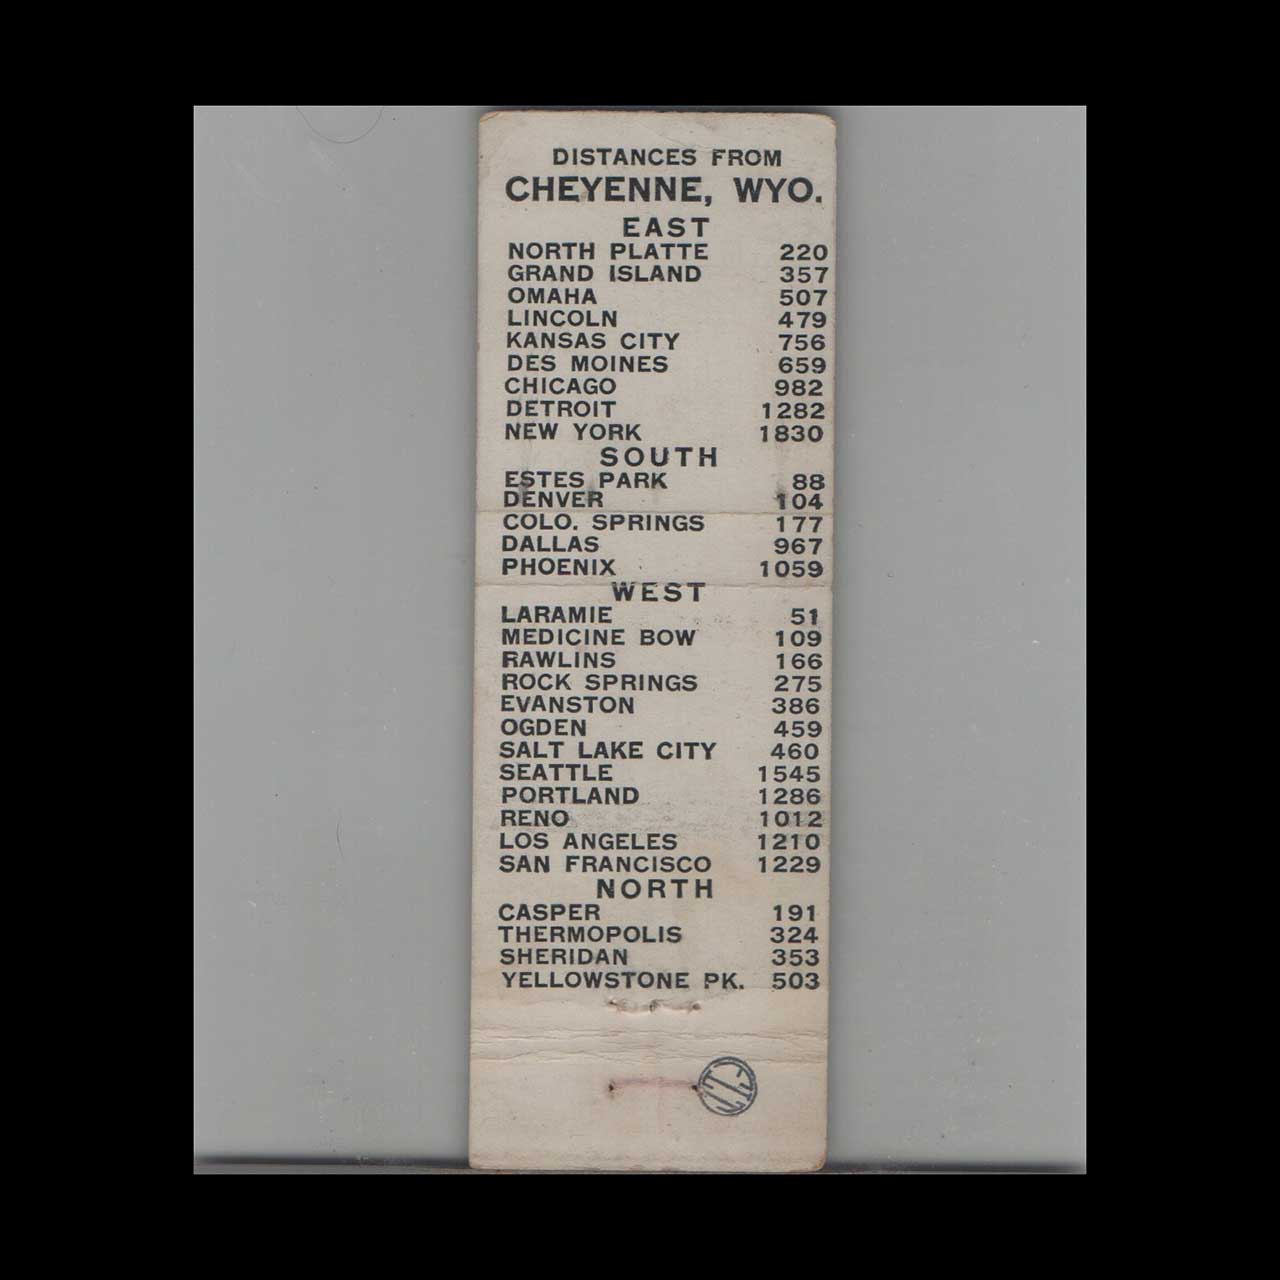 DISTANCES FROM
CHEYENNE, WYO.
EAST
NORTH PLATTE 220
GRAND ISLAND 357
OMAHA 507
LINCOLN 479
KANSAS CITY 756
DES MOINES 659
CHICAGO 982
DETROIT 1282
NEW YORK 1830
SOUTH
ESTES PARK 88
DENVER 104
COLO. SPRINGS 177
DALLAS 967
PHOENIX 1059
WEST
LARAMIE 51
MEDICINE BOW 109
RAWLINS 166
ROCK SPRINGS 275
EVANSTON 386
OGDEN 459
SALT LAKE CITY 460
SEATTLE 1545
PORTLAND 1286
RENO 1012
LOS ANGELES 1210
SAN FRANCISCO 1229
NORTH
CASPER 191
THERMOPOLIS 324
SHERIDAN 353
YELLOWSTONE PK. 503